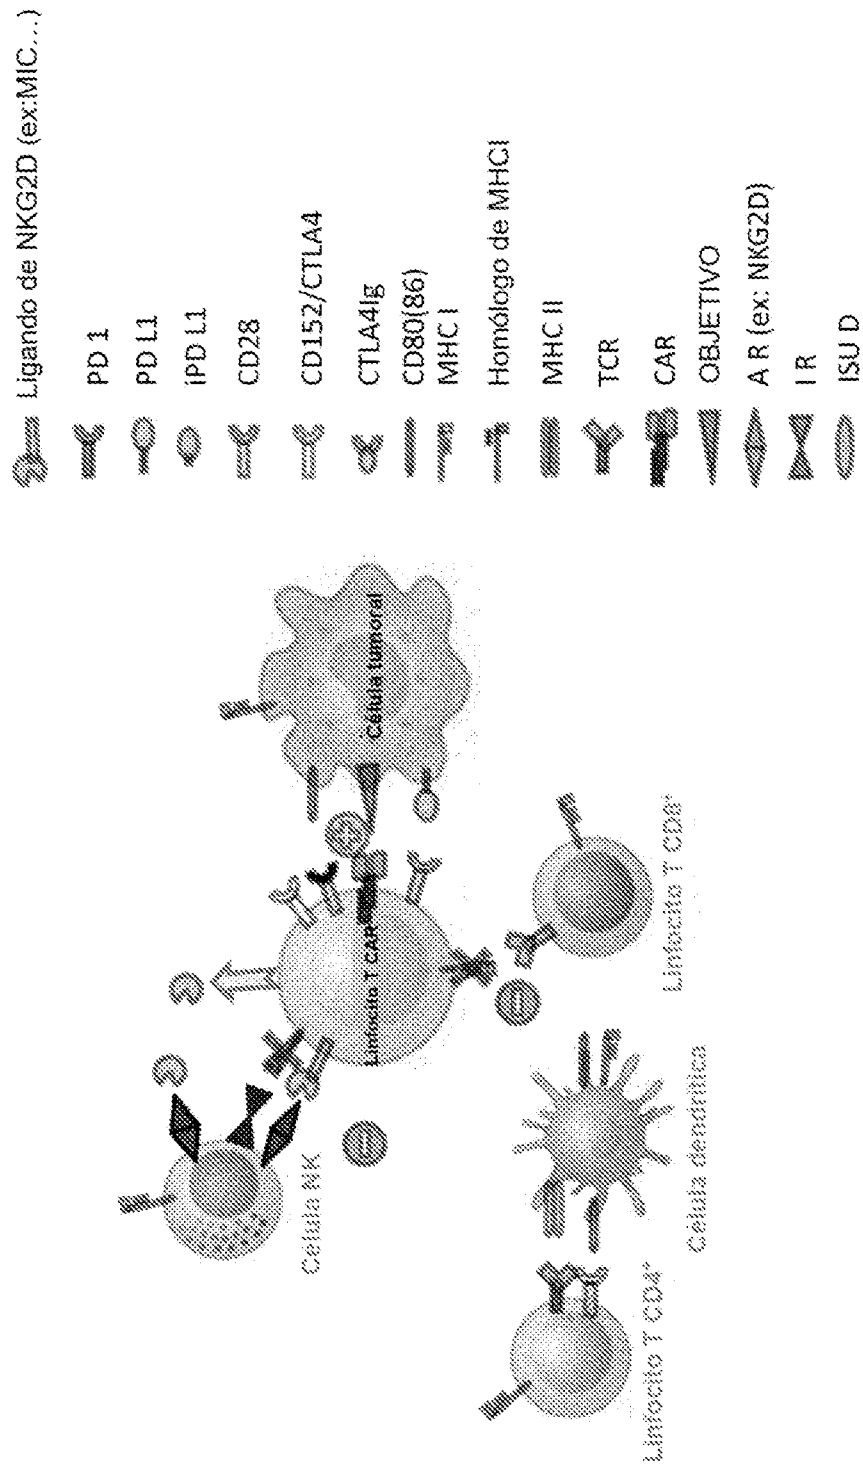 Ligando de NKG2D (ex:MIC...)
PD 1
PD L1
iPD L1
CD28
CD152/CTLA4
CTLA4Ig
CD80(86)
MHC I
Homólogo de MHCI
MHC II
TCR
CAR
OBJETIVO
A R (ex: NKG2D)
I R
ISU D
Célula NK
Linfocito T CAR
Célula tumoral
Linfocito T CD4⁺
Célula dendrítica
Linfocito T CD8⁺